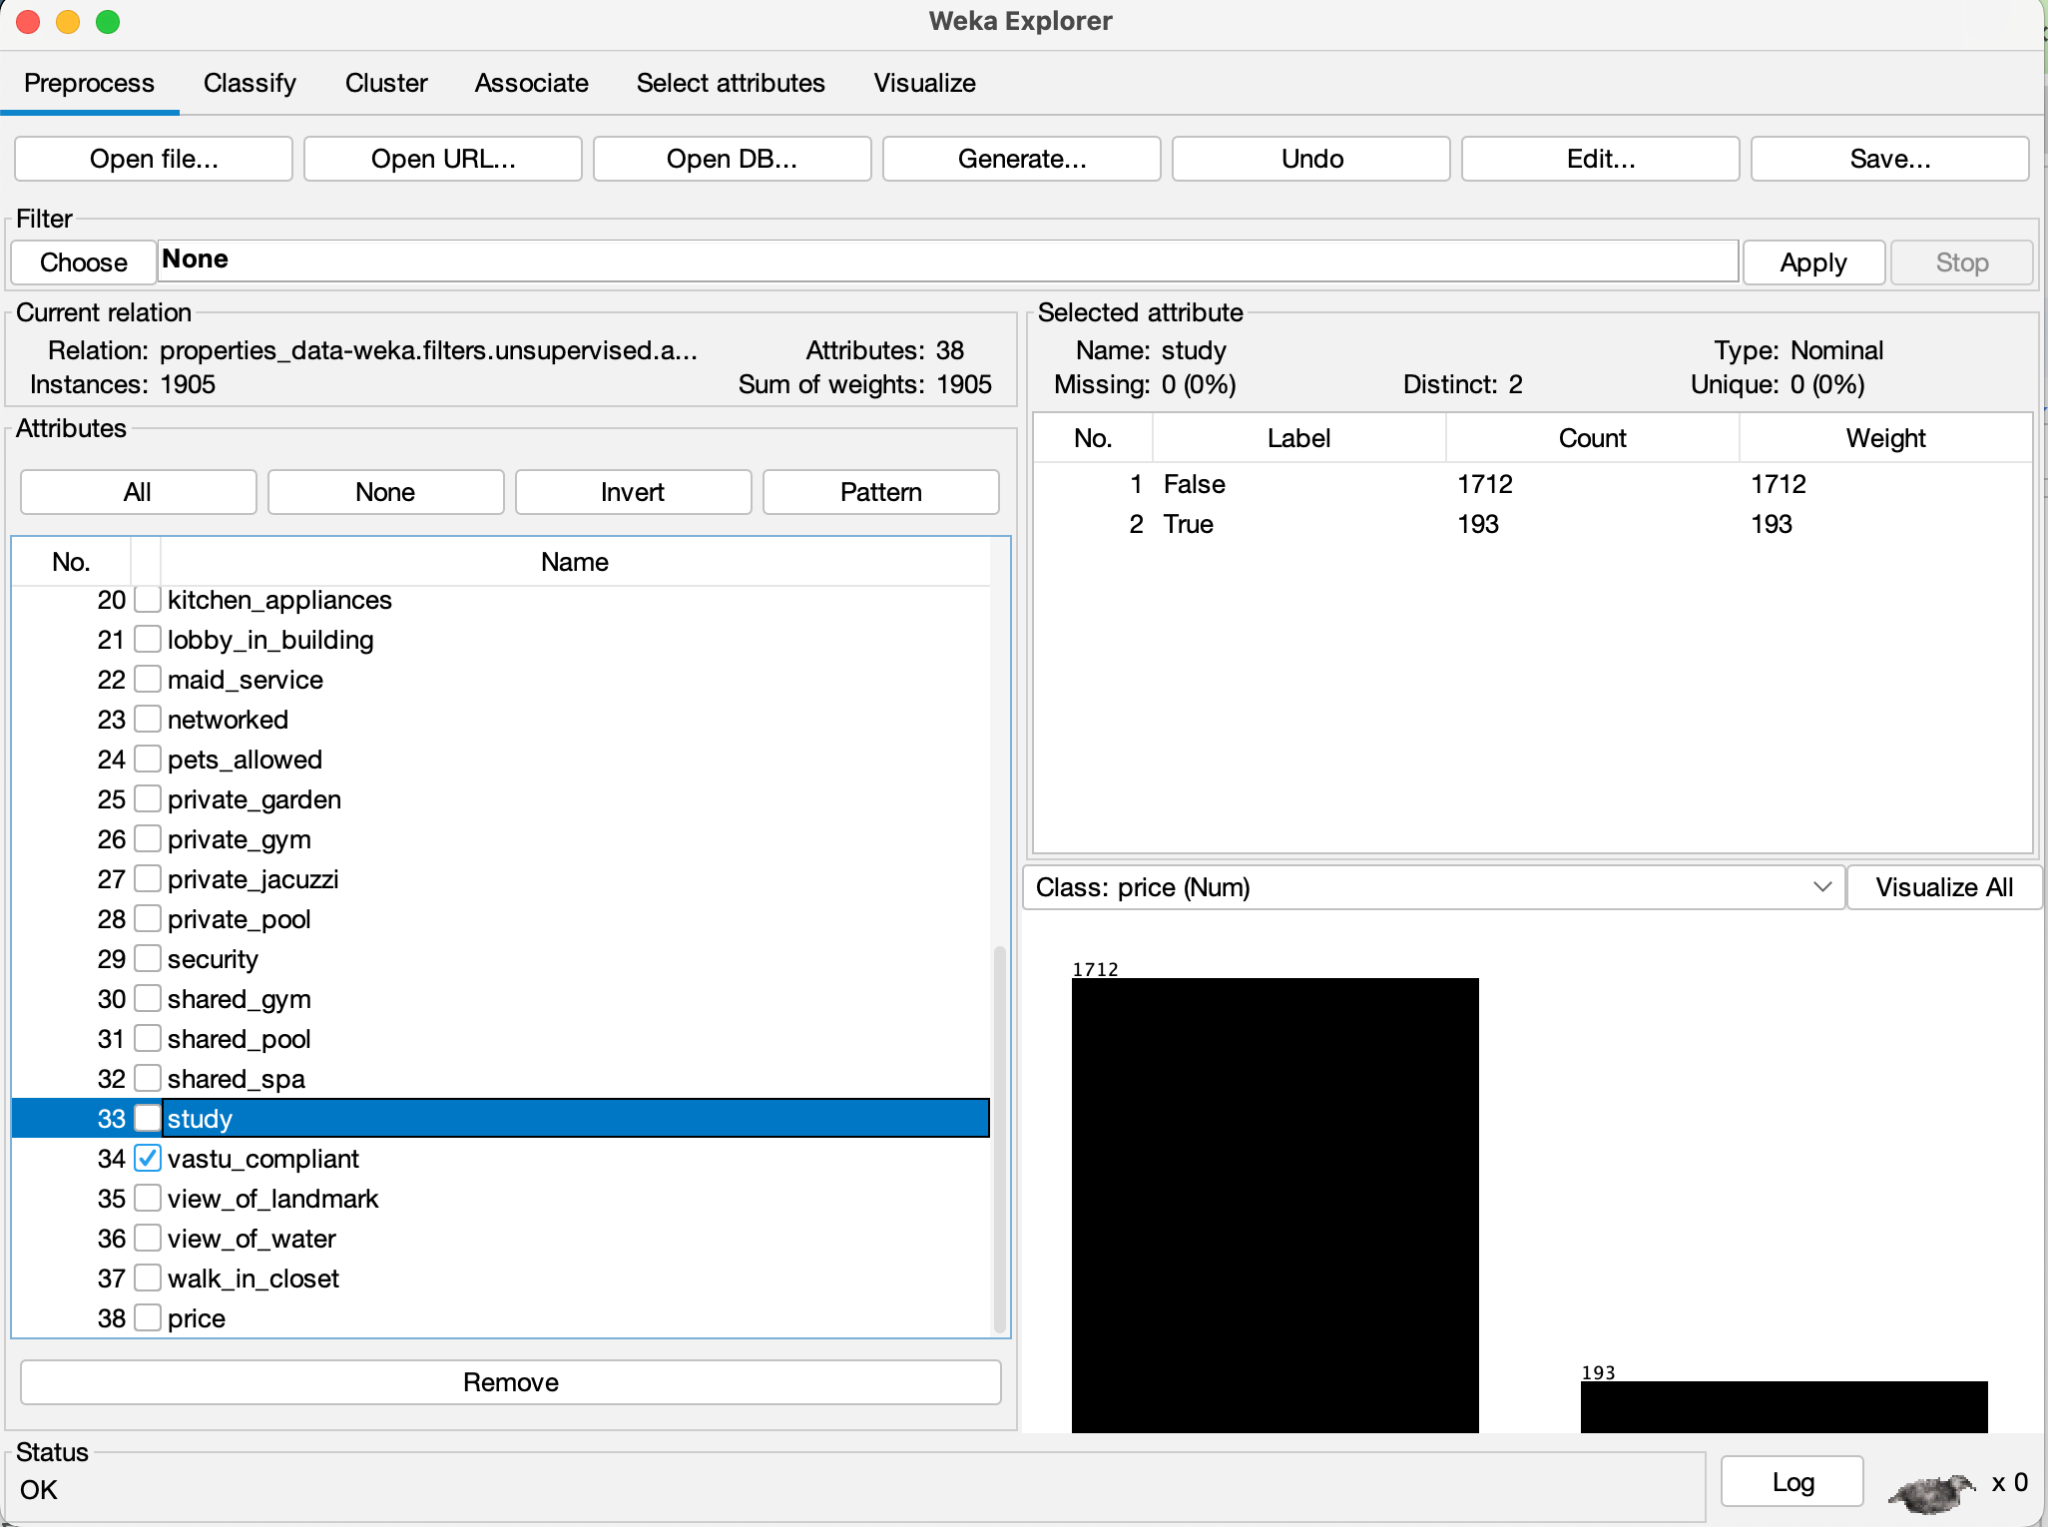 Weka Explorer
Preprocess Classify Cluster Associate Select attributes Visualize
Open file... Open URL... Open DB... Generate... Undo Edit... Save...
Filter
Choose None Apply Stop
Current relation
Relation: properties_data-weka.filters.unsupervised.a... Attributes: 38
Instances: 1905 Sum of weights: 1905
Attributes
All None Invert Pattern
No. Name
20 kitchen_appliances
21 lobby_in_building
22 maid_service
23 networked
24 pets_allowed
25 private_garden
26 private_gym
27 private_jacuzzi
28 private_pool
29 security
30 shared_gym
31 shared_pool
32 shared_spa
33 study
34 vastu_compliant
35 view_of_landmark
36 view_of_water
37 walk_in_closet
38 price
Remove
Selected attribute
Name: study Type: Nominal
Missing: 0 (0%) Distinct: 2 Unique: 0 (0%)
No. Label Count Weight
1 False 1712 1712
2 True 193 193
Class: price (Num) Visualize All
1712
193
Status
OK
Log x 0